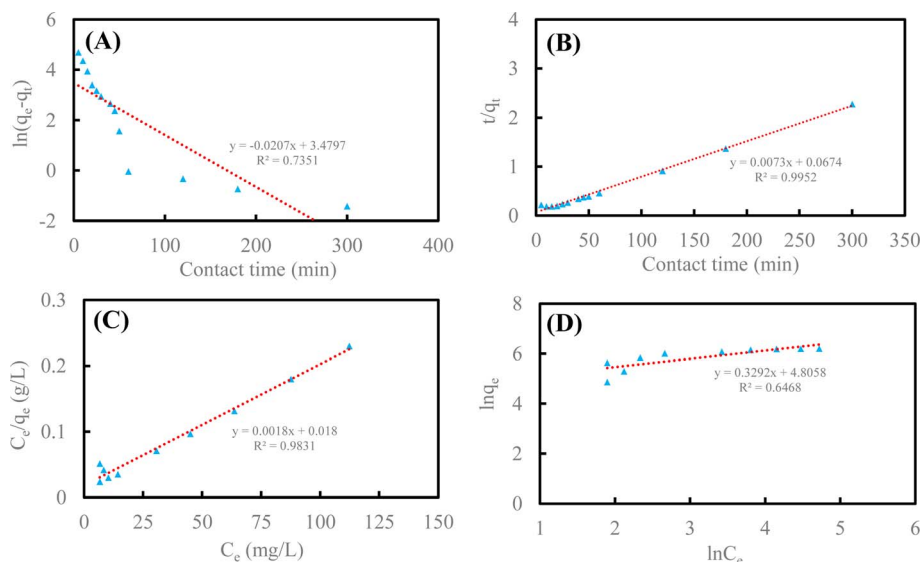 (A)
6
4
2
0
-2
ln(qe-qt)
y = -0.0207x + 3.4797
R² = 0.7351
0 100 200 300 400
Contact time (min)
(B)
4
3
2
1
0
t/qt
y = 0.0073x + 0.0674
R² = 0.9952
0 50 100 150 200 250 300 350
Contact time (min)
(C)
0.3
0.2
0.1
0
Ce/qe (g/L)
y = 0.0018x + 0.018
R² = 0.9831
0 25 50 75 100 125 150
Ce (mg/L)
(D)
8
6
4
2
0
lnqe
y = 0.3292x + 4.8058
R² = 0.6468
1 2 3 4 5 6
lnCe